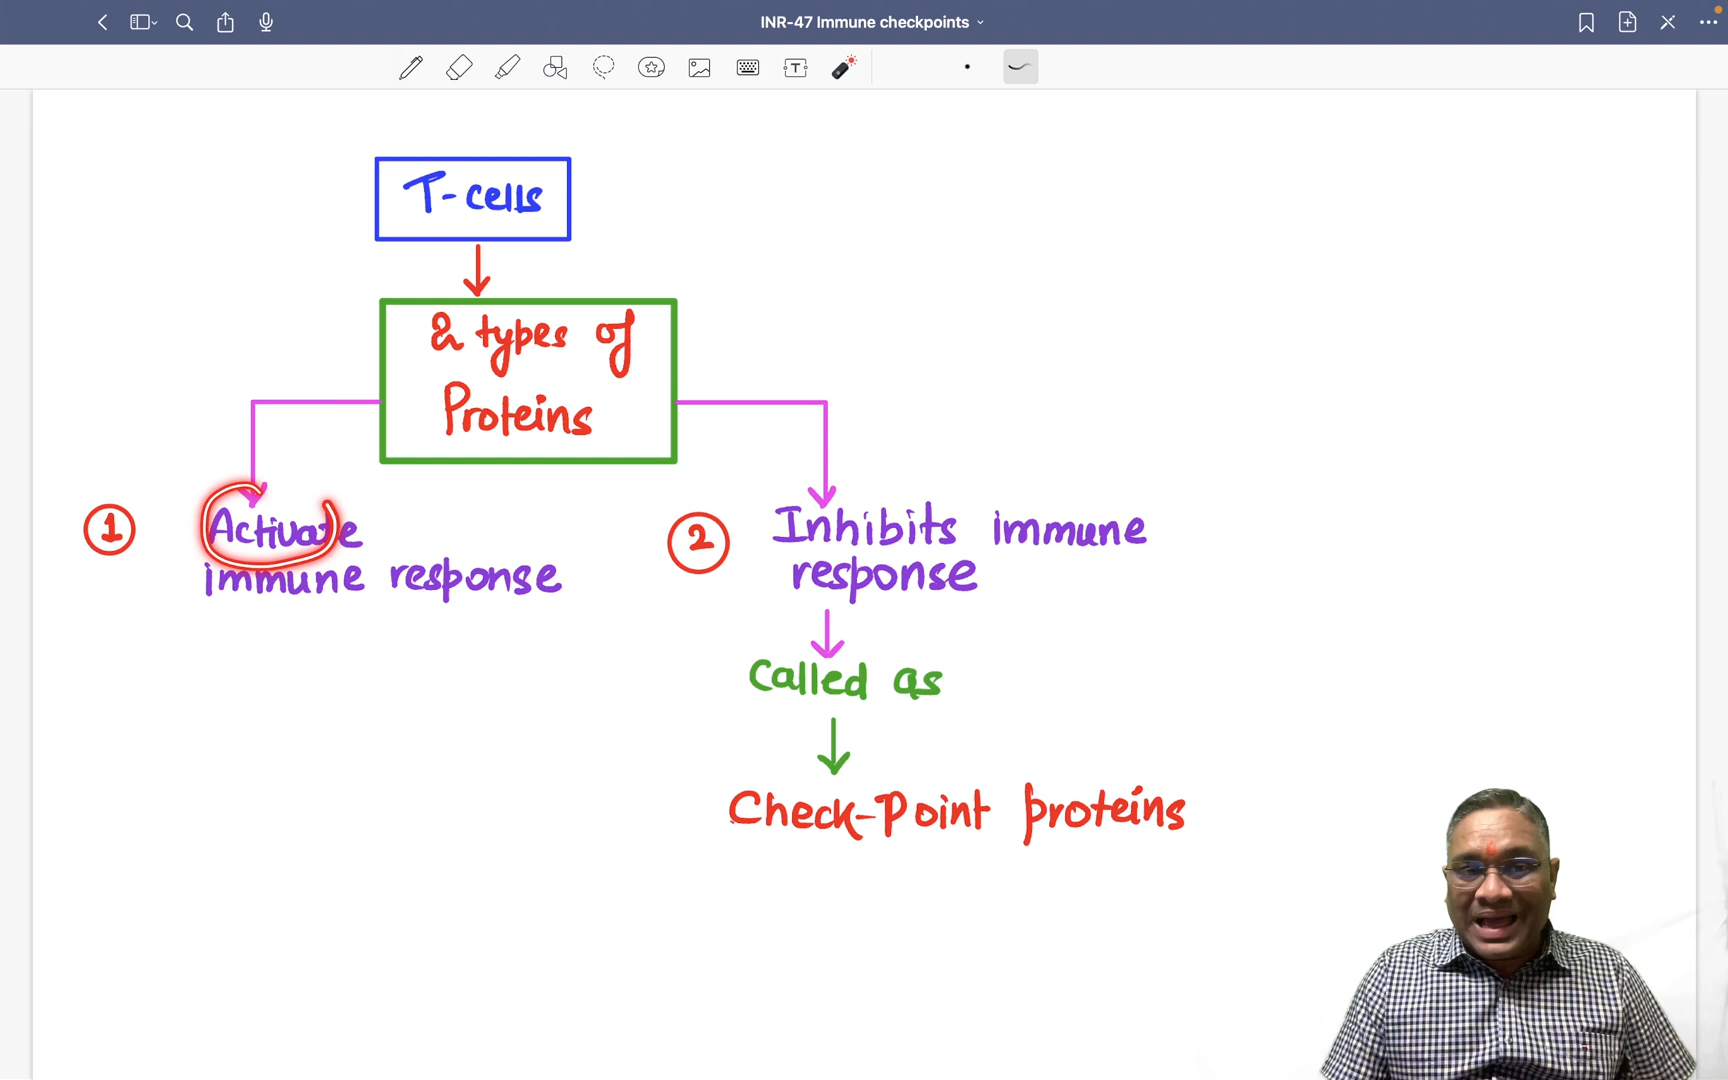 INR-47 Immune checkpoints
T
T-cells
2 types of
Proteins
1
Activate
immune response
2
Inhibits immune
response
Called as
Check-Point proteins